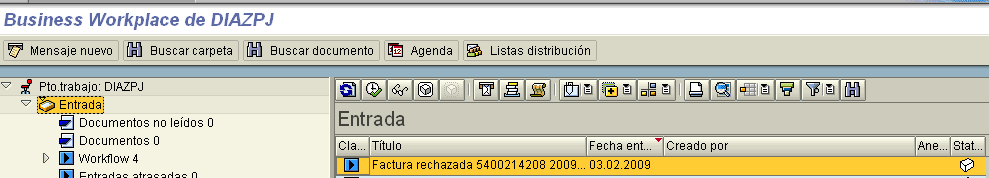 Business Workplace de DIAZPJ
Mensaje nuevo Buscar carpeta Buscar documento Agenda Listas distribución
Pto.trabajo: DIAZPJ
Entrada
Documentos no leídos 0
Documentos 0
Workflow 4
Entradas atrasadas 0
Entrada
Cla... Título Fecha ent... Creado por Ane... Stat...
Factura rechazada 5400214208 2009... 03.02.2009